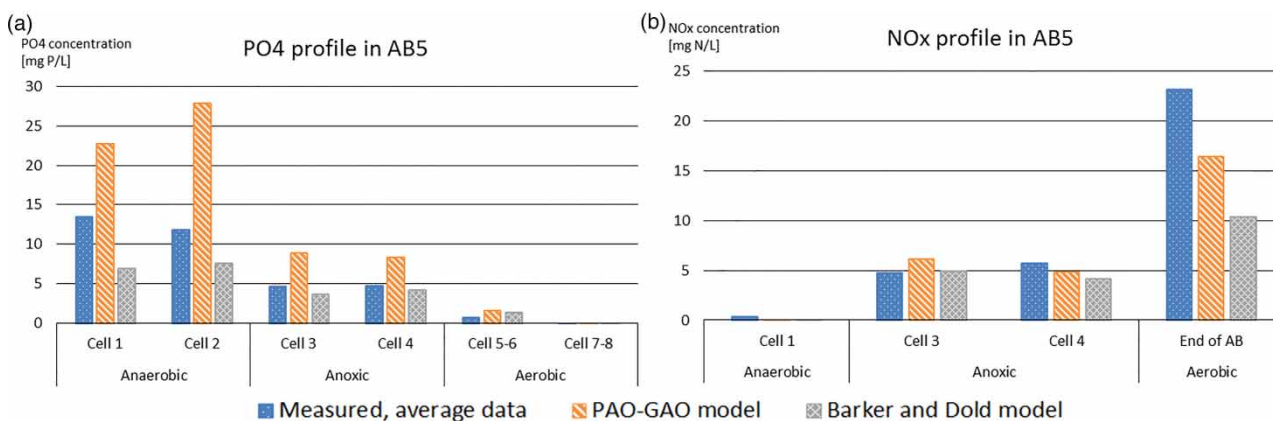 (a)
PO4 concentration
[mg P/L]
PO4 profile in AB5
30
25
20
15
10
5
0
Cell 1 Cell 2 Cell 3 Cell 4 Cell 5-6 Cell 7-8
Anaerobic Anoxic Aerobic
(b)
NOx concentration
[mg N/L]
NOx profile in AB5
25
20
15
10
5
0
Cell 1 Cell 3 Cell 4 End of AB
Anaerobic Anoxic Aerobic
Measured, average data PAO-GAO model Barker and Dold model